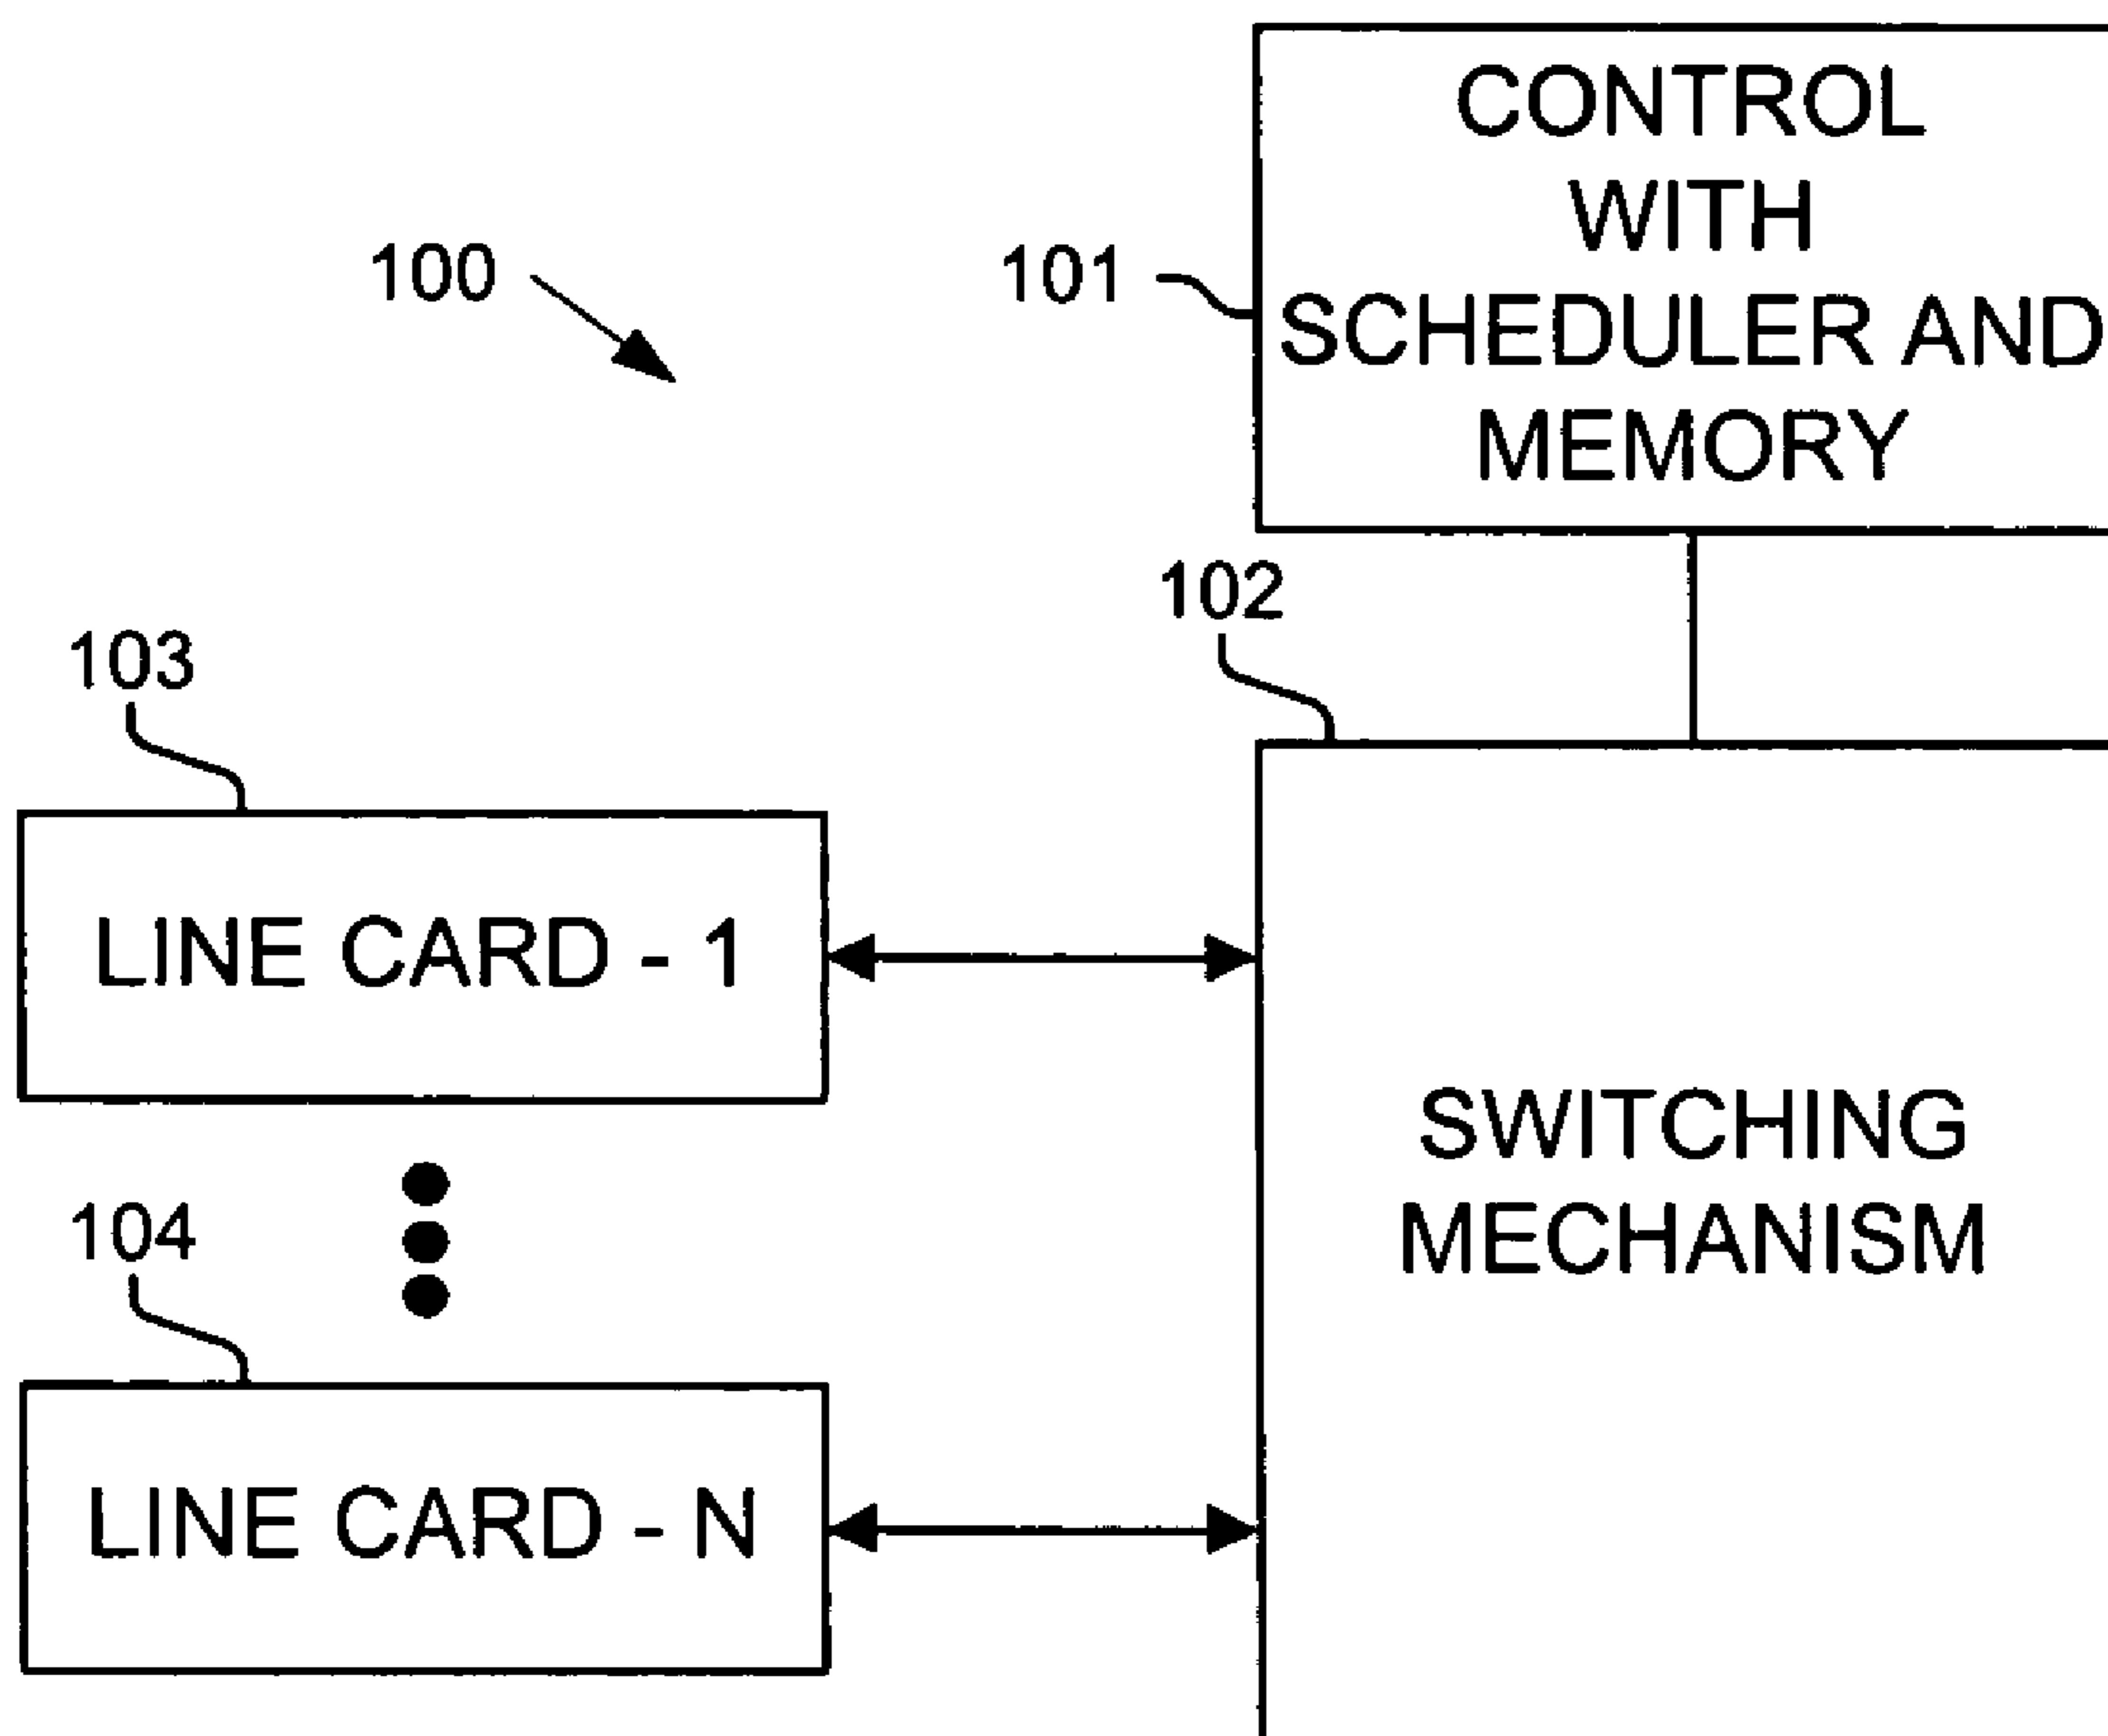 CONTROL
WITH
SCHEDULER AND
MEMORY
100
101
102
103
LINE CARD - 1
SWITCHING
MECHANISM
104
LINE CARD - N